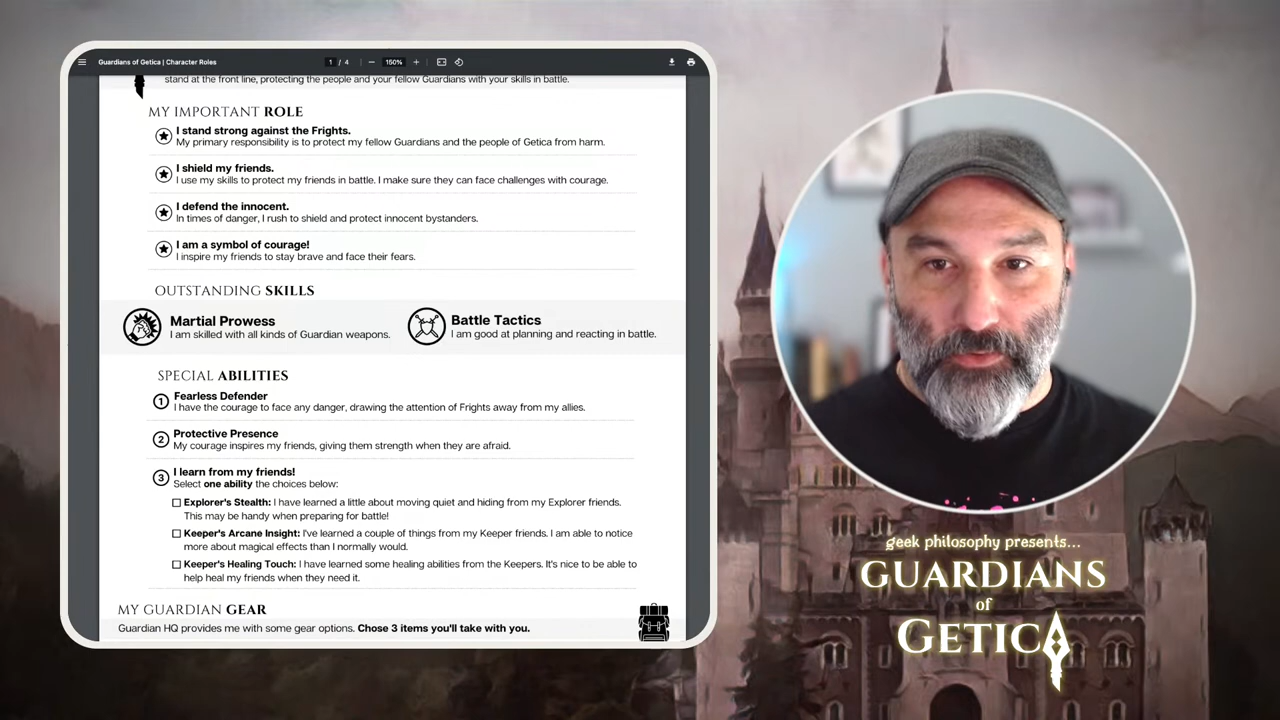 Guardians of Getica | Character Roles
1 / 4
150%
stand at the front line, protecting the people and your fellow Guardians with your skills in battle.
MY IMPORTANT ROLE
I stand strong against the Frights.
My primary responsibility is to protect my fellow Guardians and the people of Getica from harm.
I shield my friends.
I use my skills to protect my friends in battle. I make sure they can face challenges with courage.
I defend the innocent.
In times of danger, I rush to shield and protect innocent bystanders.
I am a symbol of courage!
I inspire my friends to stay brave and face their fears.
OUTSTANDING SKILLS
Martial Prowess
I am skilled with all kinds of Guardian weapons.
Battle Tactics
I am good at planning and reacting in battle.
SPECIAL ABILITIES
1 Fearless Defender
I have the courage to face any danger, drawing the attention of Frights away from my allies.
2 Protective Presence
My courage inspires my friends, giving them strength when they are afraid.
3 I learn from my friends!
Select one ability the choices below:
Explorer's Stealth: I have learned a little about moving quiet and hiding from my Explorer friends.
This may be handy when preparing for battle!
Keeper's Arcane Insight: I've learned a couple of things from my Keeper friends. I am able to notice
more about magical effects than I normally would.
Keeper's Healing Touch: I have learned some healing abilities from the Keepers. It's nice to be able to
help heal my friends when they need it.
MY GUARDIAN GEAR
Guardian HQ provides me with some gear options. Chose 3 items you'll take with you.
geek philosophy presents...
GUARDIANS
of
GETICA